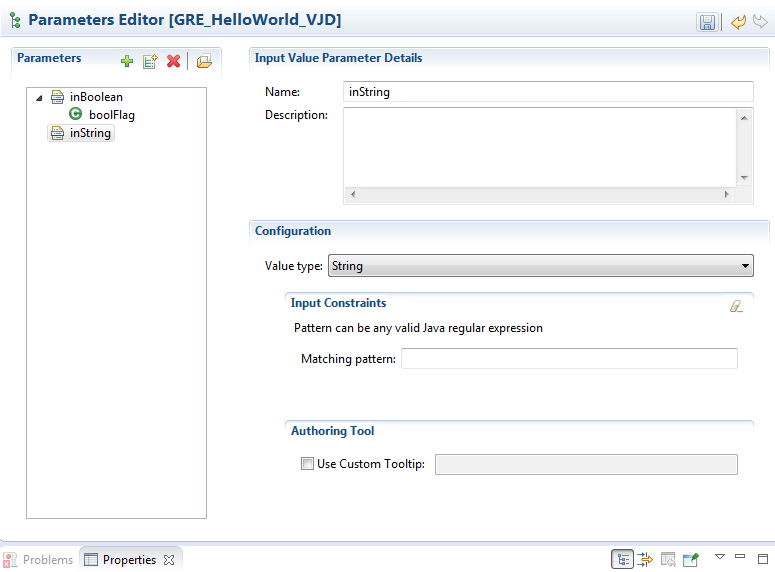 Parameters Editor [GRE_HelloWorld_VJD]
Parameters
inBoolean
boolFlag
inString
Input Value Parameter Details
Name: inString
Description:
Configuration
Value type: String
Input Constraints
Pattern can be any valid Java regular expression
Matching pattern:
Authoring Tool
Use Custom Tooltip:
Problems Properties